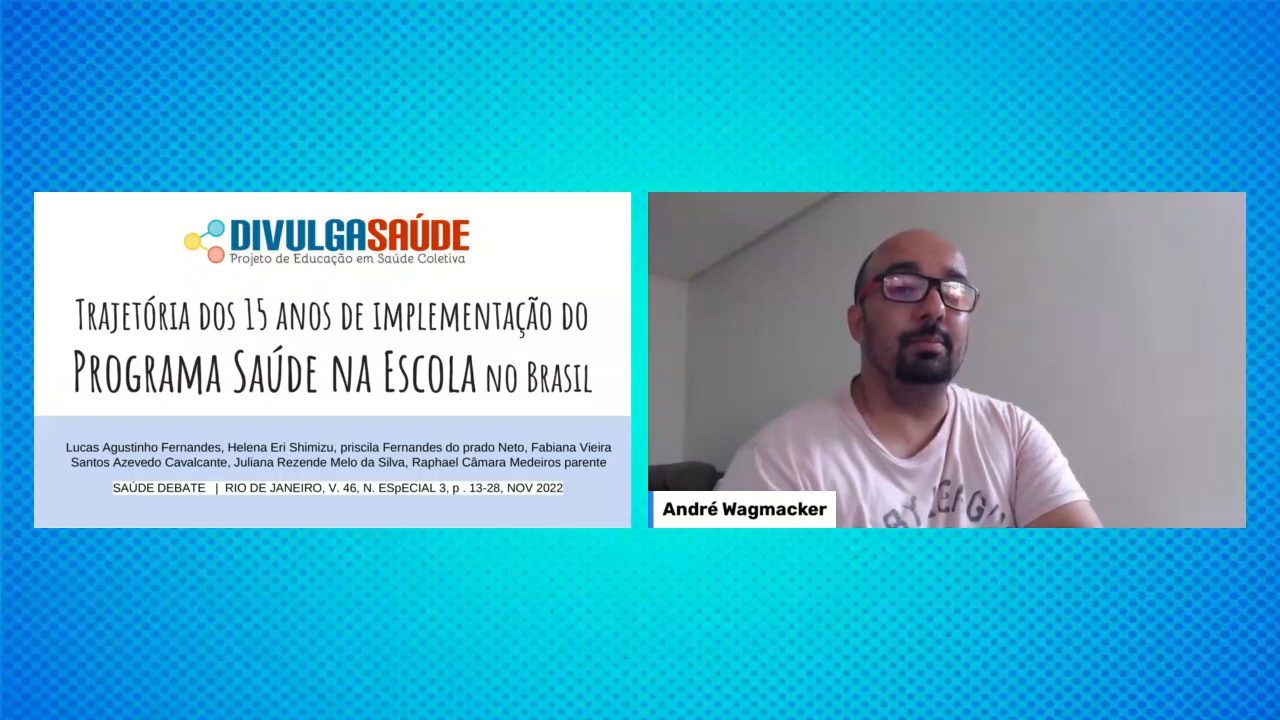 DIVULGASAÚDE
Projeto de Educação em Saúde Coletiva
Trajetória dos 15 anos de implementação do
Programa Saúde na Escola no Brasil
Lucas Agustinho Fernandes, Helena Eri Shimizu, priscila Fernandes do prado Neto, Fabiana Vieira
Santos Azevedo Cavalcante, Juliana Rezende Melo da Silva, Raphael Câmara Medeiros parente
SAÚDE DEBATE | RIO DE JANEIRO, V. 46, N. ESpECIAL 3, p . 13-28, NOV 2022
André Wagmacker